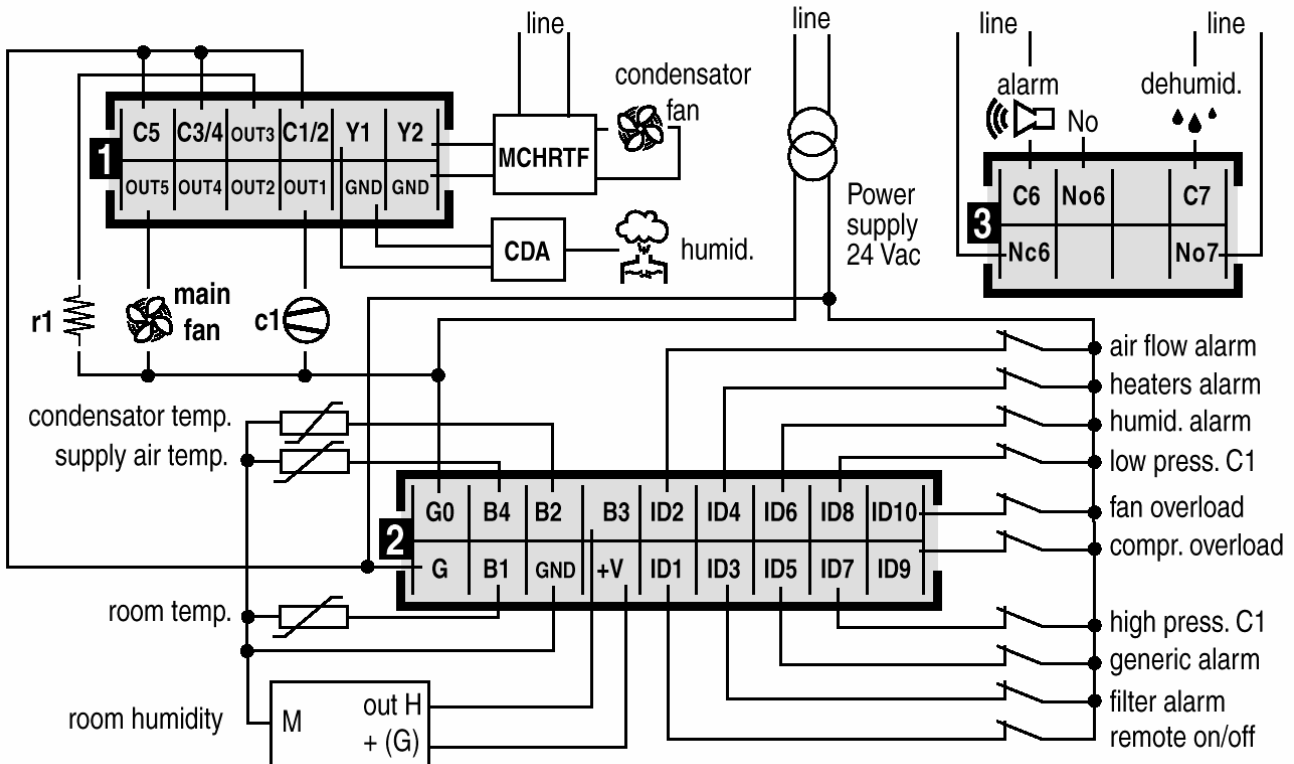 line
line
line
line
condensator
fan
alarm
No
dehumid.
1
C5 C3/4 OUT3 C1/2 Y1 Y2
OUT5 OUT4 OUT2 OUT1 GND GND
MCHRTF
CDA
humid.
Power
supply
24 Vac
3
C6 No6 C7
Nc6 No7
r1
main
fan
c1
air flow alarm
heaters alarm
humid. alarm
low press. C1
fan overload
compr. overload
condensator temp.
supply air temp.
2
G0 B4 B2 B3 ID2 ID4 ID6 ID8 ID10
G B1 GND +V ID1 ID3 ID5 ID7 ID9
room temp.
high press. C1
generic alarm
filter alarm
remote on/off
room humidity
M
out H
+ (G)